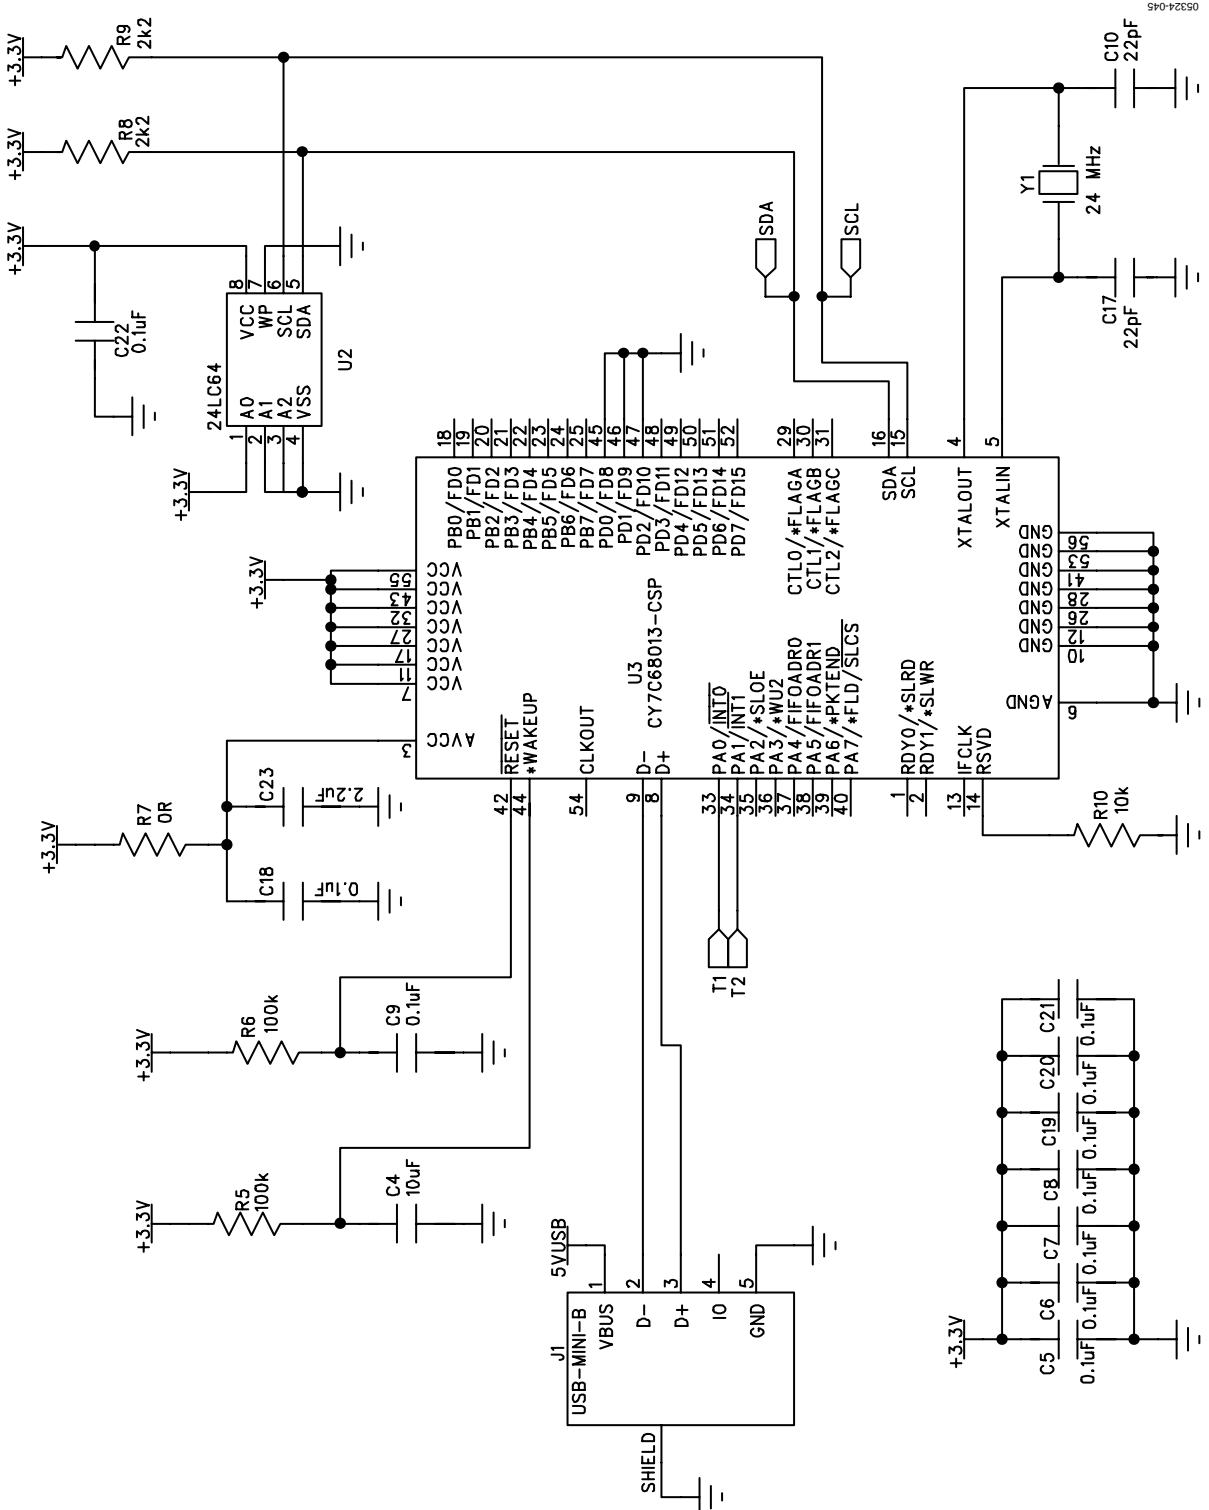 05324-045
+3.3V
R9
2k2
+3.3V
R8
2k2
+3.3V
C22
0.1uF
24LC64
U2
1
2
3
4
A0
A1
A2
VSS
8
7
6
5
VCC
WP
SCL
SDA
+3.3V
SDA
SCL
C10
22pF
Y1
24 MHz
C17
22pF
+3.3V
VCC
VCC
VCC
VCC
VCC
VCC
VCC
55
43
32
27
17
11
7
AVCC
3
18
19
20
21
22
23
24
25
45
46
47
48
49
50
51
52
PB0/FD0
PB1/FD1
PB2/FD2
PB3/FD3
PB4/FD4
PB5/FD5
PB6/FD6
PB7/FD7
PD0/FD8
PD1/FD9
PD2/FD10
PD3/FD11
PD4/FD12
PD5/FD13
PD6/FD14
PD7/FD15
29
30
31
CTL0/*FLAGA
CTL1/*FLAGB
CTL2/*FLAGC
16
15
SDA
SCL
4
5
XTALOUT
XTALIN
GND
GND
GND
GND
GND
GND
GND
56
53
41
28
26
12
10
AGND
6
U3
CY7C68013-CSP
RESET
*WAKEUP
CLKOUT
D-
D+
PA0/INT0
PA1/INT1
PA2/*SLOE
PA3/*WU2
PA4/FIFOADR0
PA5/FIFOADR1
PA6/*PKTEND
PA7/*FLD/SLCS
RDY0/*SLRD
RDY1/*SLWR
IFCLK
RSVD
42
44
54
9
8
33
34
35
36
37
38
39
40
1
2
13
14
R10
10k
+3.3V
R7
0R
C23
2.2uF
C18
0.1uF
T1
T2
+3.3V
R6
100k
C9
0.1uF
+3.3V
R5
100k
C4
10uF
5VUSB
J1
USB-MINI-B
1
2
3
4
5
VBUS
D-
D+
IO
GND
SHIELD
+3.3V
C5
0.1uF
C6
0.1uF
C7
0.1uF
C8
0.1uF
C19
0.1uF
C20
0.1uF
C21
0.1uF